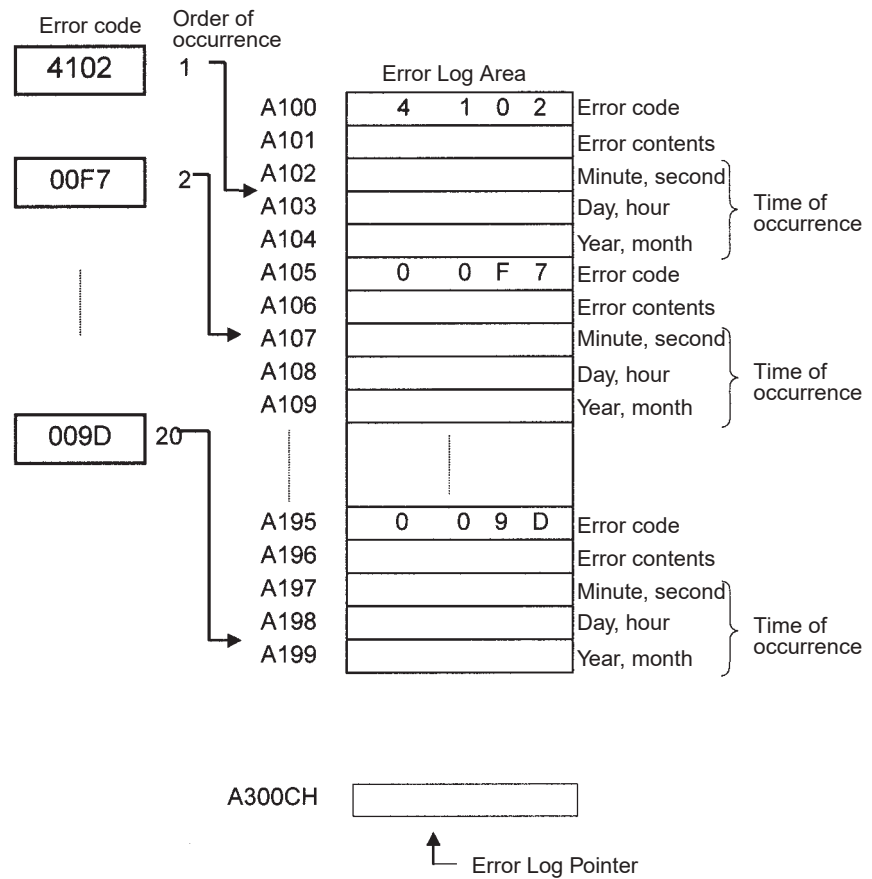 Error code
Order of
occurrence
4102
1
Error Log Area
A100
4 1 0 2
Error code
A101
Error contents
00F7
2
A102
Minute, second
A103
Day, hour
Time of
occurrence
A104
Year, month
A105
0 0 F 7
Error code
A106
Error contents
A107
Minute, second
A108
Day, hour
Time of
occurrence
A109
Year, month
009D
20
A195
0 0 9 D
Error code
A196
Error contents
A197
Minute, second
A198
Day, hour
Time of
occurrence
A199
Year, month
A300CH
Error Log Pointer